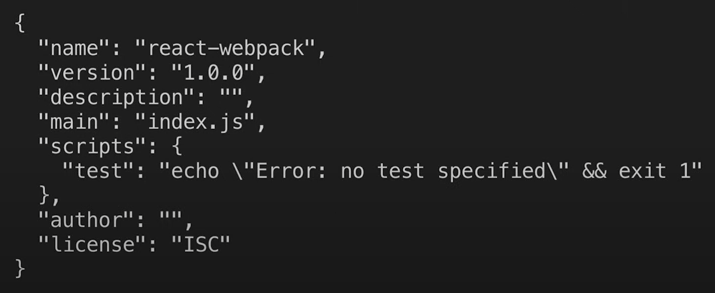 {
"name": "react-webpack",
"version": "1.0.0",
"description": "",
"main": "index.js",
"scripts": {
"test": "echo \"Error: no test specified\" && exit 1"
},
"author": "",
"license": "ISC"
}